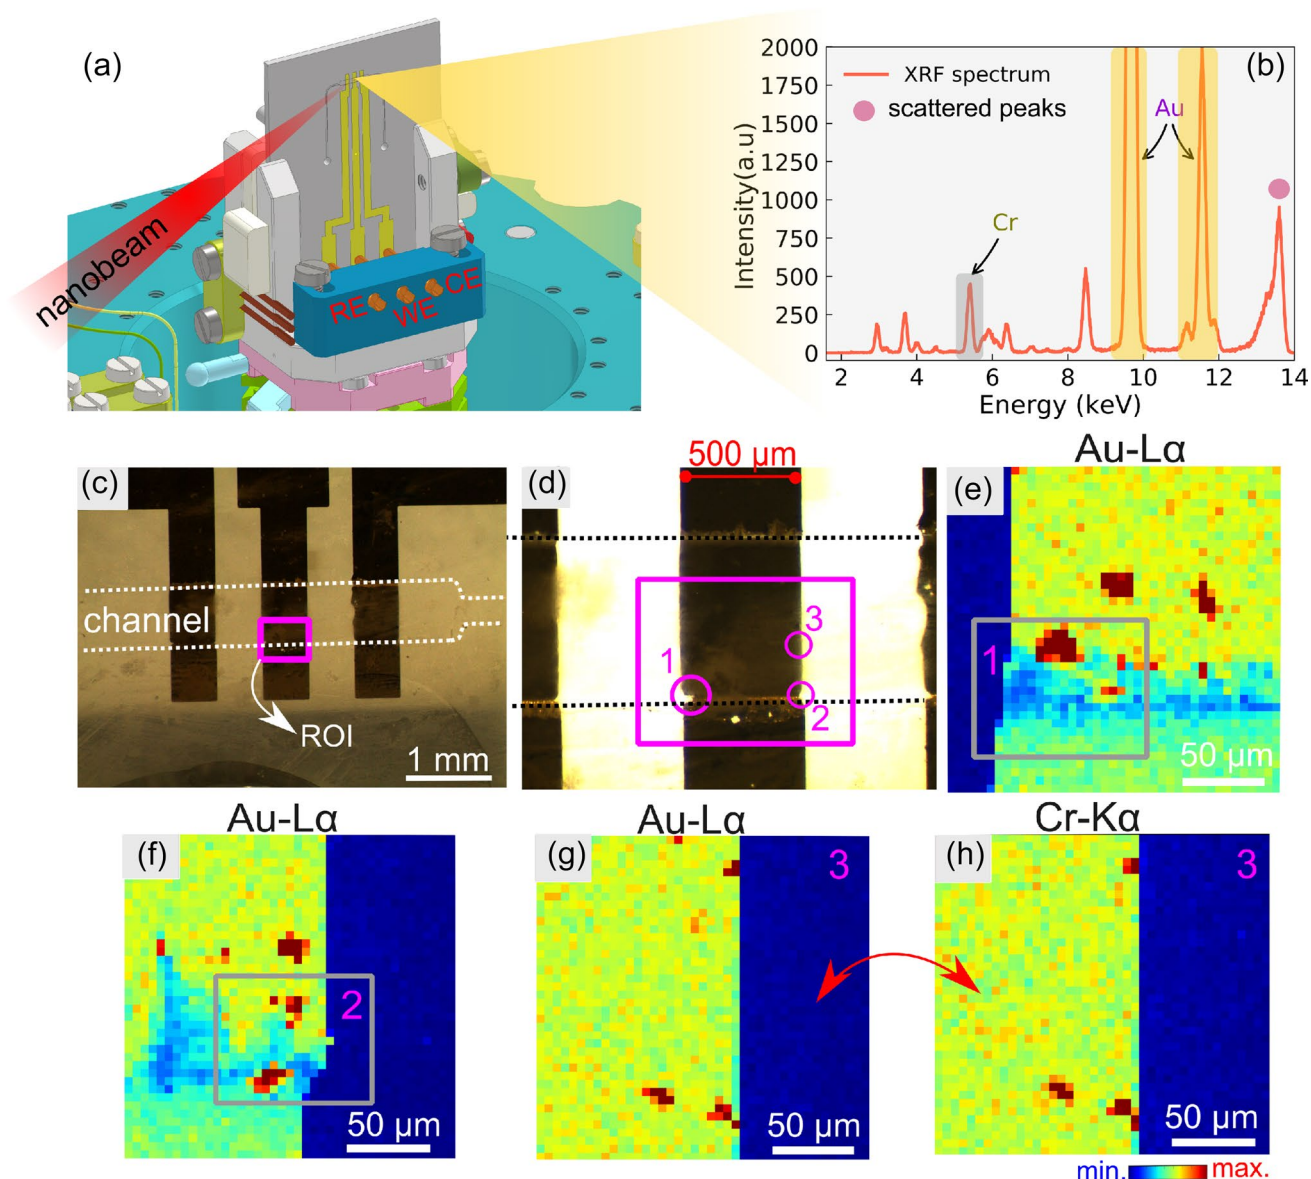 (a)
nanobeam
RE
WE
CE
(b)
XRF spectrum
scattered peaks
Au
Cr
2000
1750
1500
1250
1000
750
500
250
0
Intensity(a.u)
2 4 6 8 10 12 14
Energy (keV)
(c)
channel
ROI
1 mm
(d)
500 μm
1
2
3
Au-Lα
(e)
1
50 μm
Au-Lα
(f)
2
50 μm
Au-Lα
(g)
3
50 μm
Cr-Kα
(h)
3
50 μm
min. max.